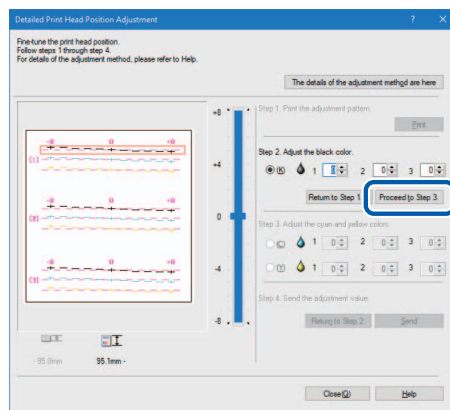 Detailed Print Head Position Adjustment ? ×
Fine-tune the print head position.
Follow steps 1 through step 4.
For details of the adjustment method, please refer to Help.
The details of the adjustment method are here
Step 1. Print the adjustment pattern.
Print
Step 2. Adjust the black color.
(K) 1 0 2 0 3 0
Return to Step 1 Proceed to Step 3.
Step 3. Adjust the cyan and yellow colors.
(C) 1 0 2 0 3 0
(Y) 1 0 2 0 3 0
Step 4. Send the adjustment value.
Return to Step 2. Send
-8 0 +8
(1)
-8 0 +8
(2)
-8 0 +8
(3)
+8
+4
0
-4
-8
- 95.0mm 95.1mm -
Close(Q) Help